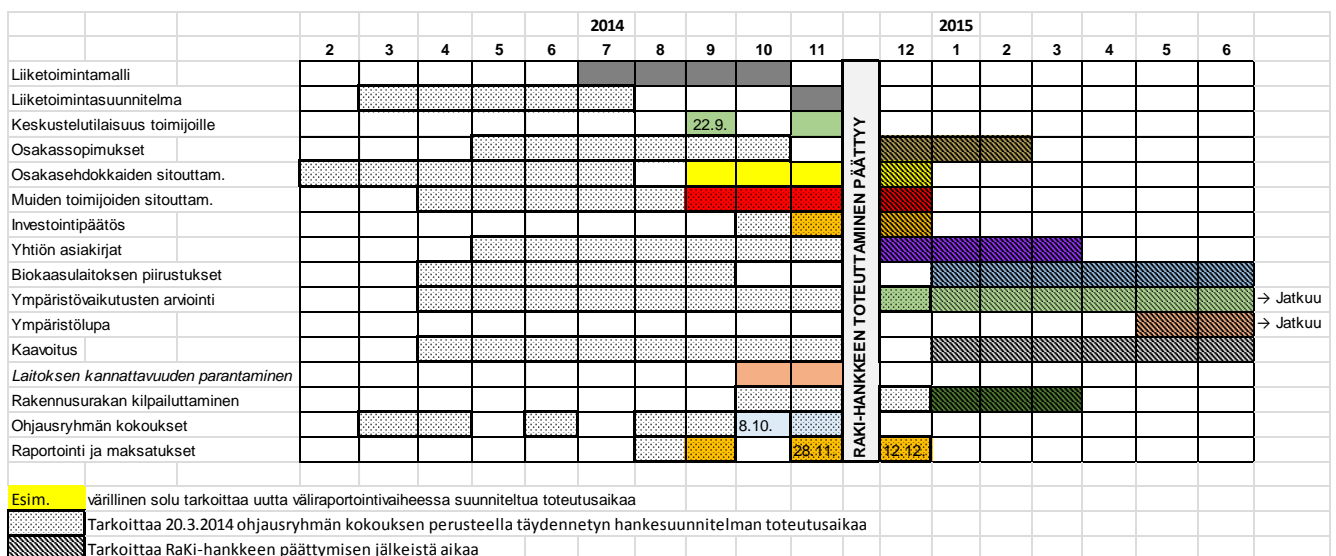 2014 2015
2 3 4 5 6 7 8 9 10 11 12 1 2 3 4 5 6
Liiketoimintamalli
Liiketoimintasuunnitelma
Keskustelutilaisuus toimijoille 22.9.
Osakassopimukset
Osakasehdokkaiden sitouttam.
Muiden toimijoiden sitouttam.
Investointipäätös
Yhtiön asiakirjat
Biokaasulaitoksen piirustukset
Ympäristövaikutusten arviointi → Jatkuu
Ympäristölupa → Jatkuu
Kaavoitus
Laitoksen kannattavuuden parantaminen
Rakennusurakan kilpailuttaminen
Ohjausryhmän kokoukset 8.10.
Raportointi ja maksatukset 28.11. 12.12.
RAKI-HANKKEEN TOTEUTTAMINEN PÄÄTTYY
Esim. värillinen solu tarkoittaa uutta väliraportointivaiheessa suunniteltua toteutusaikaa
Tarkoittaa 20.3.2014 ohjausryhmän kokouksen perusteella täydennetyn hankesuunnitelman toteutusaikaa
Tarkoittaa RaKi-hankkeen päättymisen jälkeistä aikaa